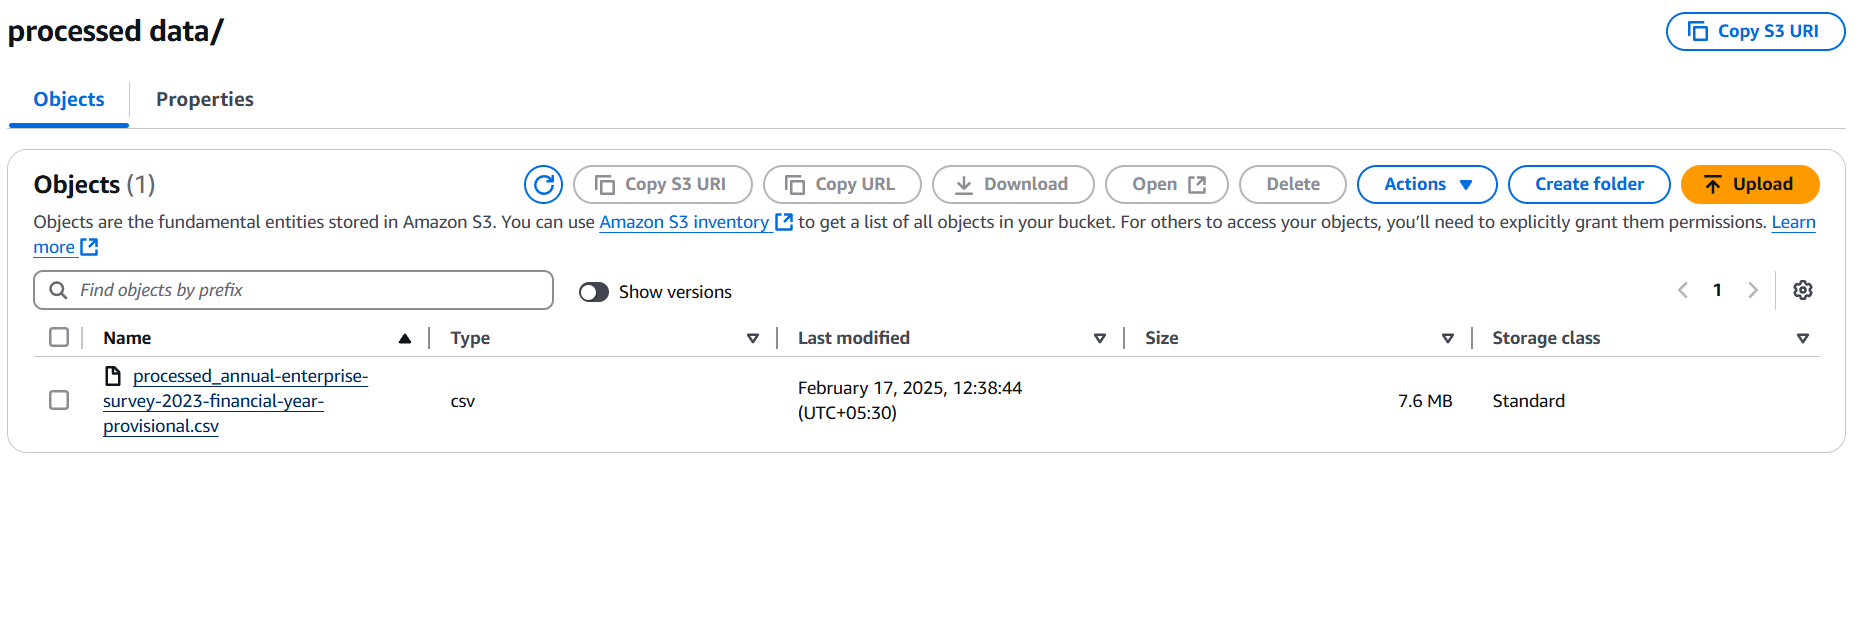 processed data/
Copy S3 URI
Objects
Properties
Objects (1)
Copy S3 URI
Copy URL
Download
Open
Delete
Actions
Create folder
Upload
Objects are the fundamental entities stored in Amazon S3. You can use Amazon S3 inventory to get a list of all objects in your bucket. For others to access your objects, you’ll need to explicitly grant them permissions. Learn
more
Find objects by prefix
Show versions
1
Name
Type
Last modified
Size
Storage class
processed_annual-enterprise-
survey-2023-financial-year-
provisional.csv
csv
February 17, 2025, 12:38:44
(UTC+05:30)
7.6 MB
Standard